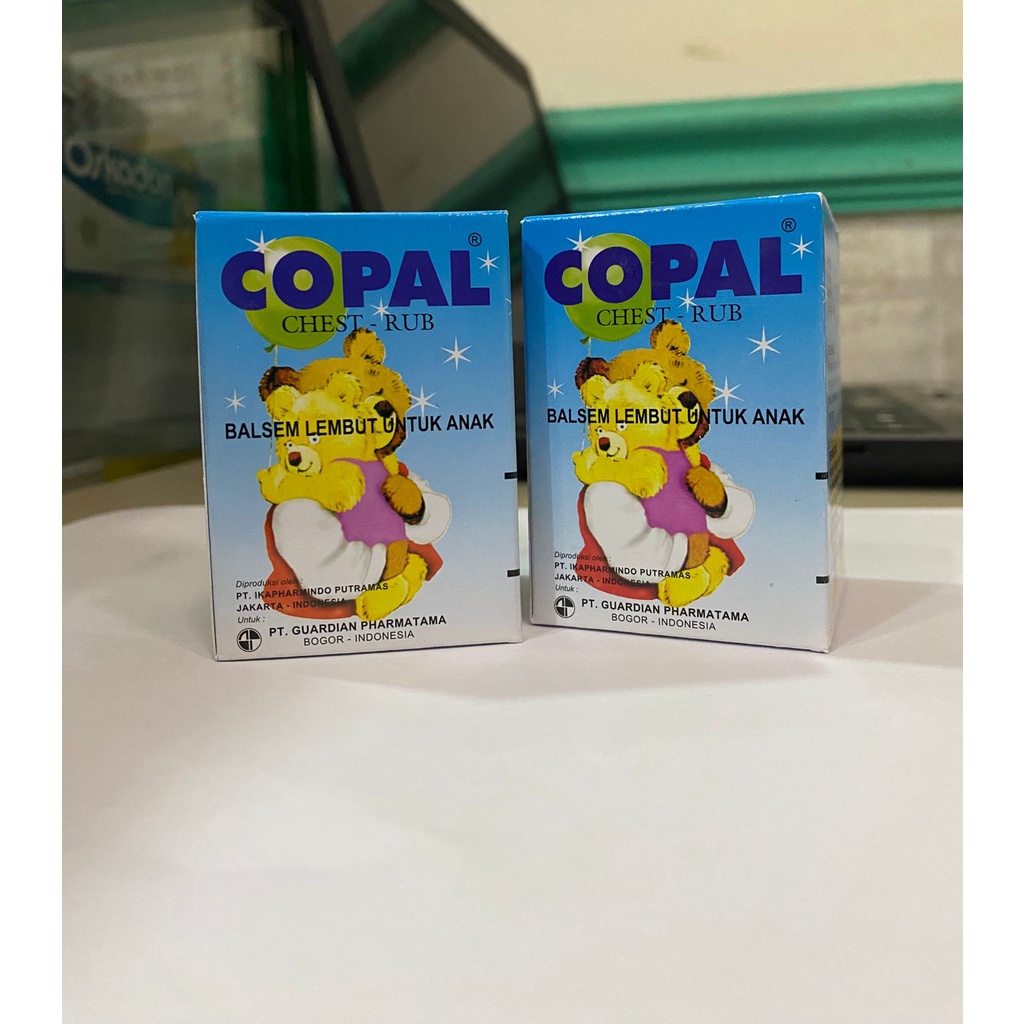 COPAL®
CHEST - RUB
BALSEM LEMBUT UNTUK ANAK
Diproduksi oleh :
PT. IKAPHARMINDO PUTRAMAS
JAKARTA - INDONESIA
Untuk :
PT. GUARDIAN PHARMATAMA
BOGOR - INDONESIA
COPAL®
CHEST - RUB
BALSEM LEMBUT UNTUK ANAK
Diproduksi oleh :
PT. IKAPHARMINDO PUTRAMAS
JAKARTA - INDONESIA
Untuk :
PT. GUARDIAN PHARMATAMA
BOGOR - INDONESIA
Oskadon